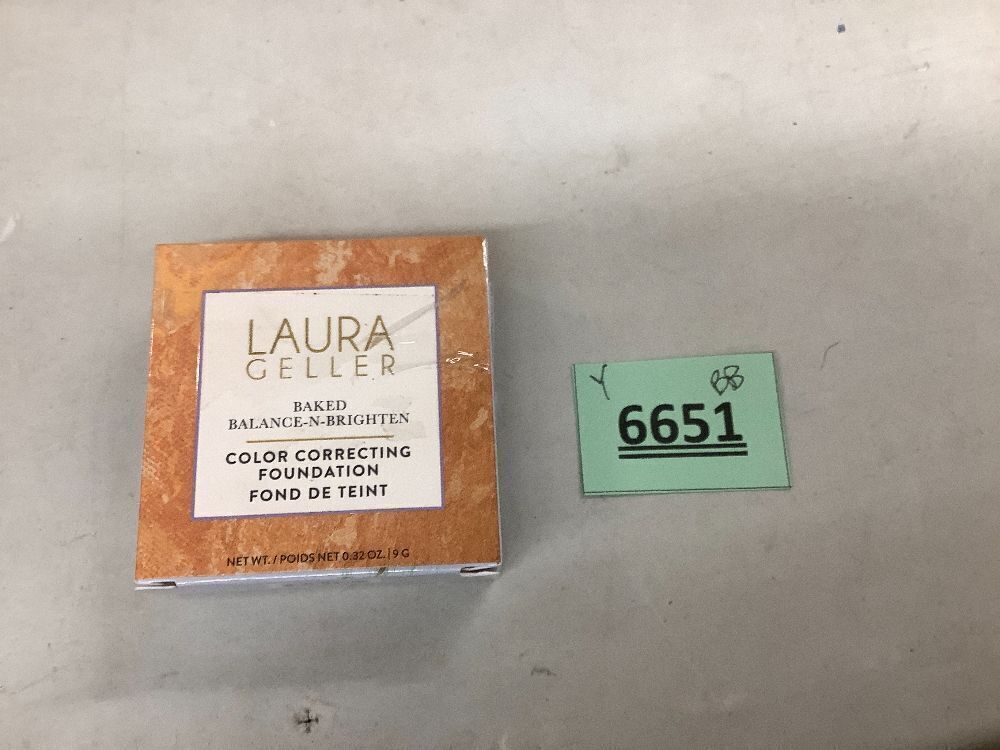 LAURA
GELLER
BAKED
BALANCE-N-BRIGHTEN
COLOR CORRECTING
FOUNDATION
FOND DE TEINT
NET WT. / POIDS NET 0.32 OZ. | 9 G
Y BB
6651